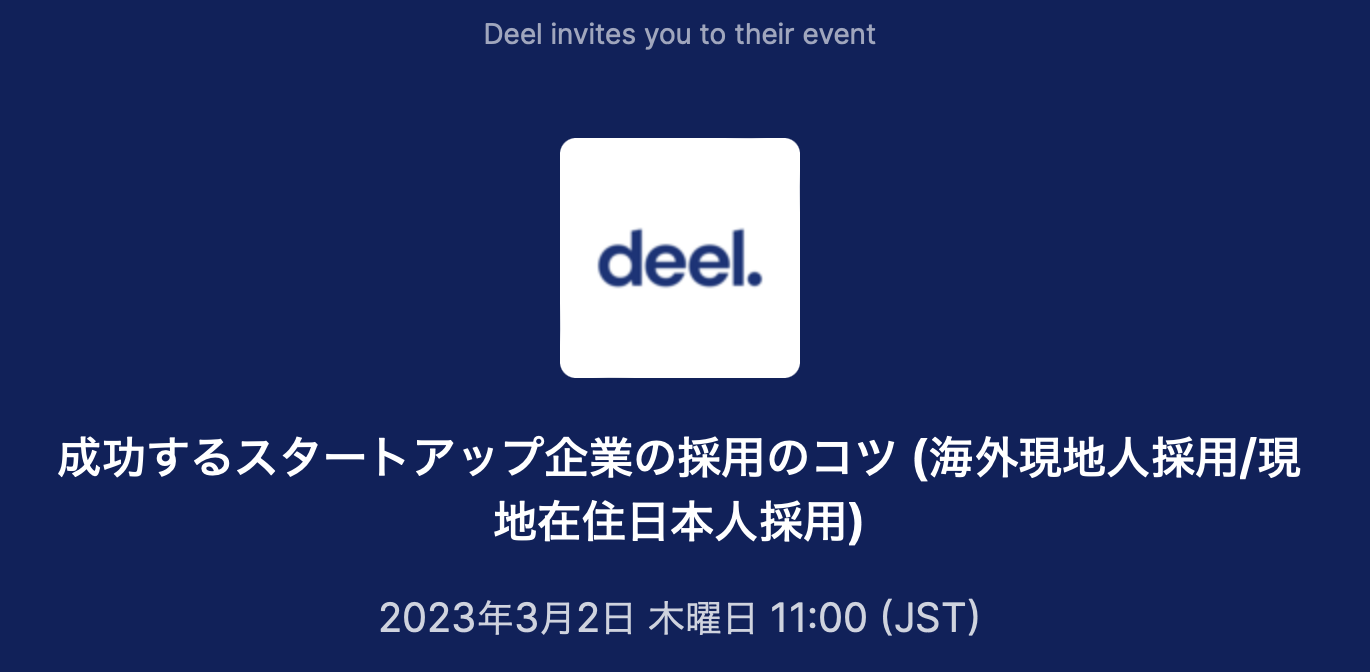 Deel invites you to their event
deel.
成功するスタートアップ企業の採用のコツ (海外現地人採用/現
地在住日本人採用)
2023年3月2日 木曜日 11:00 (JST)